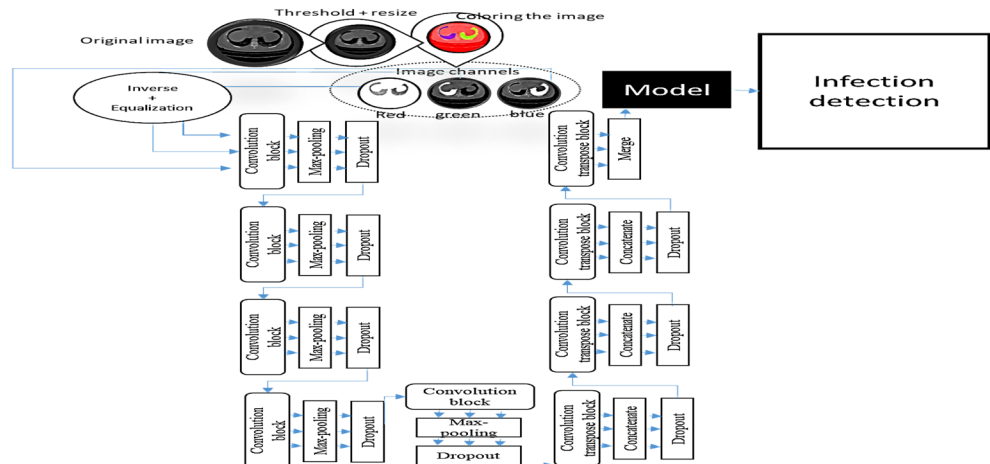 Original image
Threshold + resize
Coloring the image
Image channels
Red
green
blue
Inverse
+
Equalization
Convolution
block
Max-pooling
Dropout
Convolution
block
Max-pooling
Dropout
Convolution
block
Max-pooling
Dropout
Convolution
block
Max-pooling
Dropout
Convolution
block
Max-
pooling
Dropout
Convolution
transpose block
Concatenate
Dropout
Convolution
transpose block
Concatenate
Dropout
Convolution
transpose block
Concatenate
Dropout
Convolution
transpose block
Merge
Model
Infection
detection